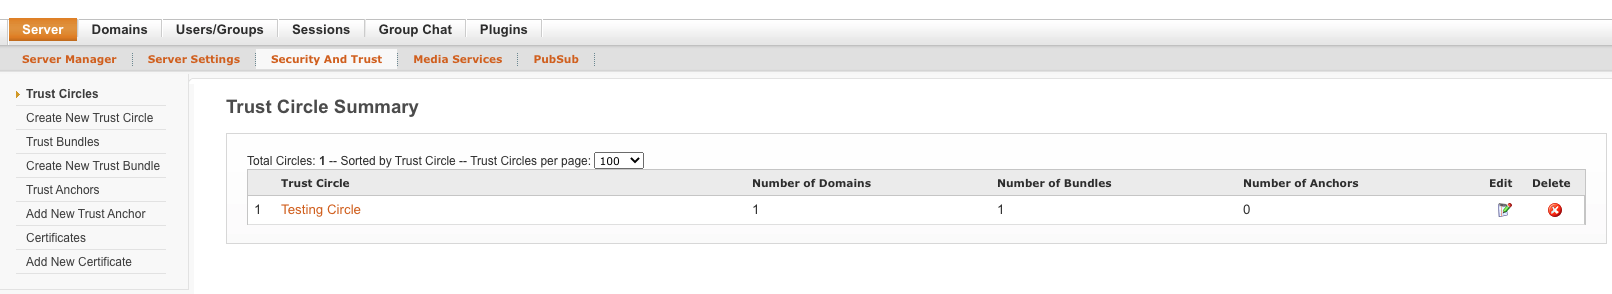 Server Domains Users/Groups Sessions Group Chat Plugins
Server Manager Server Settings Security And Trust Media Services PubSub
Trust Circles
Create New Trust Circle
Trust Bundles
Create New Trust Bundle
Trust Anchors
Add New Trust Anchor
Certificates
Add New Certificate
Trust Circle Summary
Total Circles: 1 -- Sorted by Trust Circle -- Trust Circles per page: 100
Trust Circle Number of Domains Number of Bundles Number of Anchors Edit Delete
1 Testing Circle 1 1 0